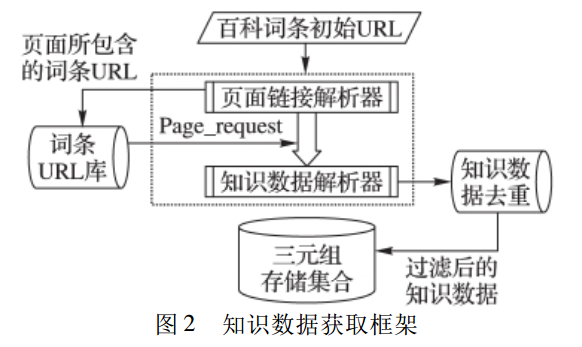 百科词条初始URL
页面所包含
的词条URL
页面链接解析器
Page_request
词条
URL库
知识数据解析器
知识数
据去重
三元组
存储集合
过滤后的
知识数据
图2 知识数据获取框架